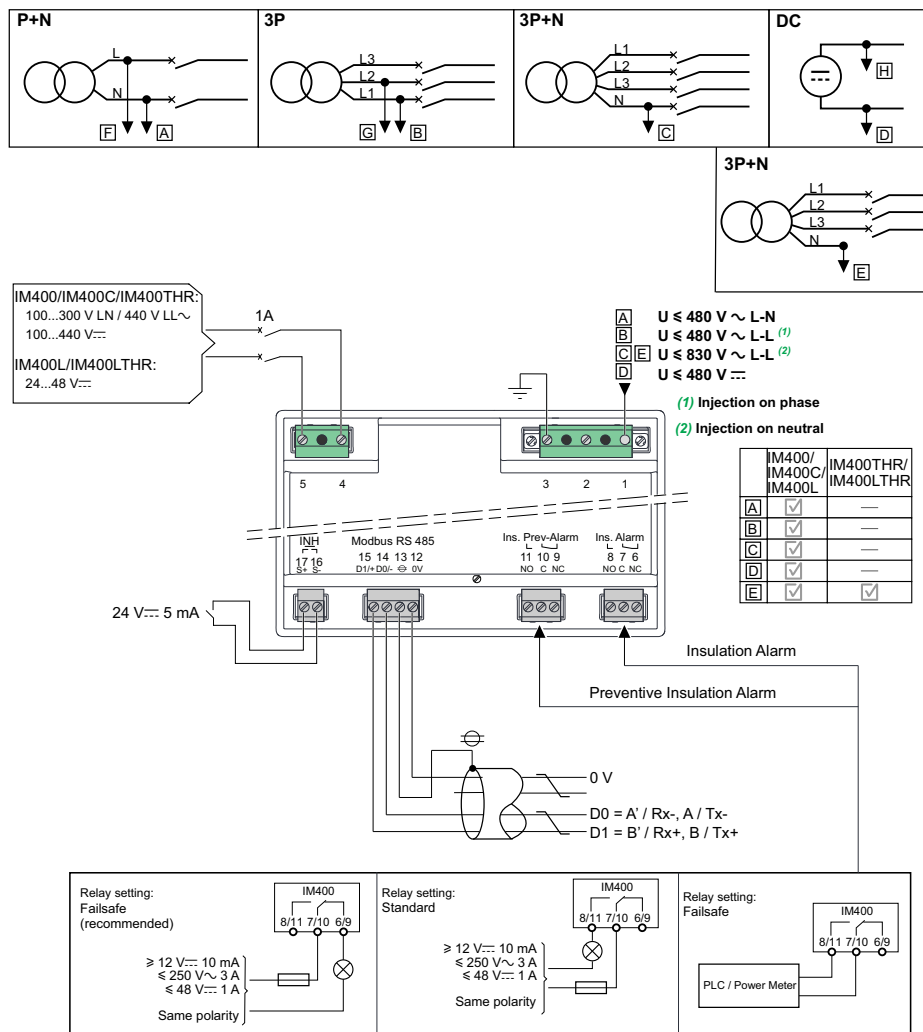 P+N
L
N
F
A
3P
L3
L2
L1
G
B
3P+N
L1
L2
L3
N
C
DC
H
D
3P+N
L1
L2
L3
N
E
IM400/IM400C/IM400THR:
100...300 V LN / 440 V LL∼
100...440 V⎓
IM400L/IM400LTHR:
24...48 V⎓
1A
A U ≤ 480 V ∼ L-N
B U ≤ 480 V ∼ L-L (1)
C E U ≤ 830 V ∼ L-L (2)
D U ≤ 480 V ⎓
(1) Injection on phase
(2) Injection on neutral
IM400/ IM400C/ IM400L
IM400THR/ IM400LTHR
A ☑ —
B ☑ —
C ☑ —
D ☑ —
E ☑ ☑
5 4
3 2 1
INH
17 16
S+ S-
Modbus RS 485
15 14 13 12
D1/+ D0/- 0V
Ins. Prev-Alarm
11 10 9
NO C NC
Ins. Alarm
8 7 6
NO C NC
24 V⎓ 5 mA
Insulation Alarm
Preventive Insulation Alarm
0 V
D0 = A' / Rx-, A / Tx-
D1 = B' / Rx+, B / Tx+
Relay setting:
Failsafe
(recommended)
IM400
8/11 7/10 6/9
≥ 12 V⎓ 10 mA
≤ 250 V∼ 3 A
≤ 48 V⎓ 1 A
Same polarity
Relay setting:
Standard
IM400
8/11 7/10 6/9
≥ 12 V⎓ 10 mA
≤ 250 V∼ 3 A
≤ 48 V⎓ 1 A
Same polarity
Relay setting:
Failsafe
IM400
8/11 7/10 6/9
PLC / Power Meter